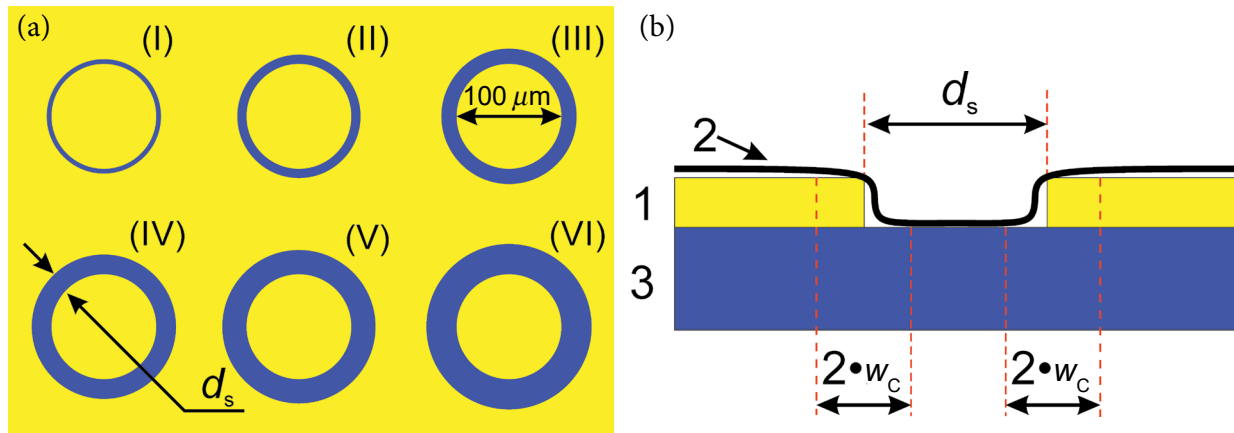 (a)
(I)
(II)
(III)
100 μm
(IV)
(V)
(VI)
ds
(b)
ds
2
1
3
2•wC
2•wC